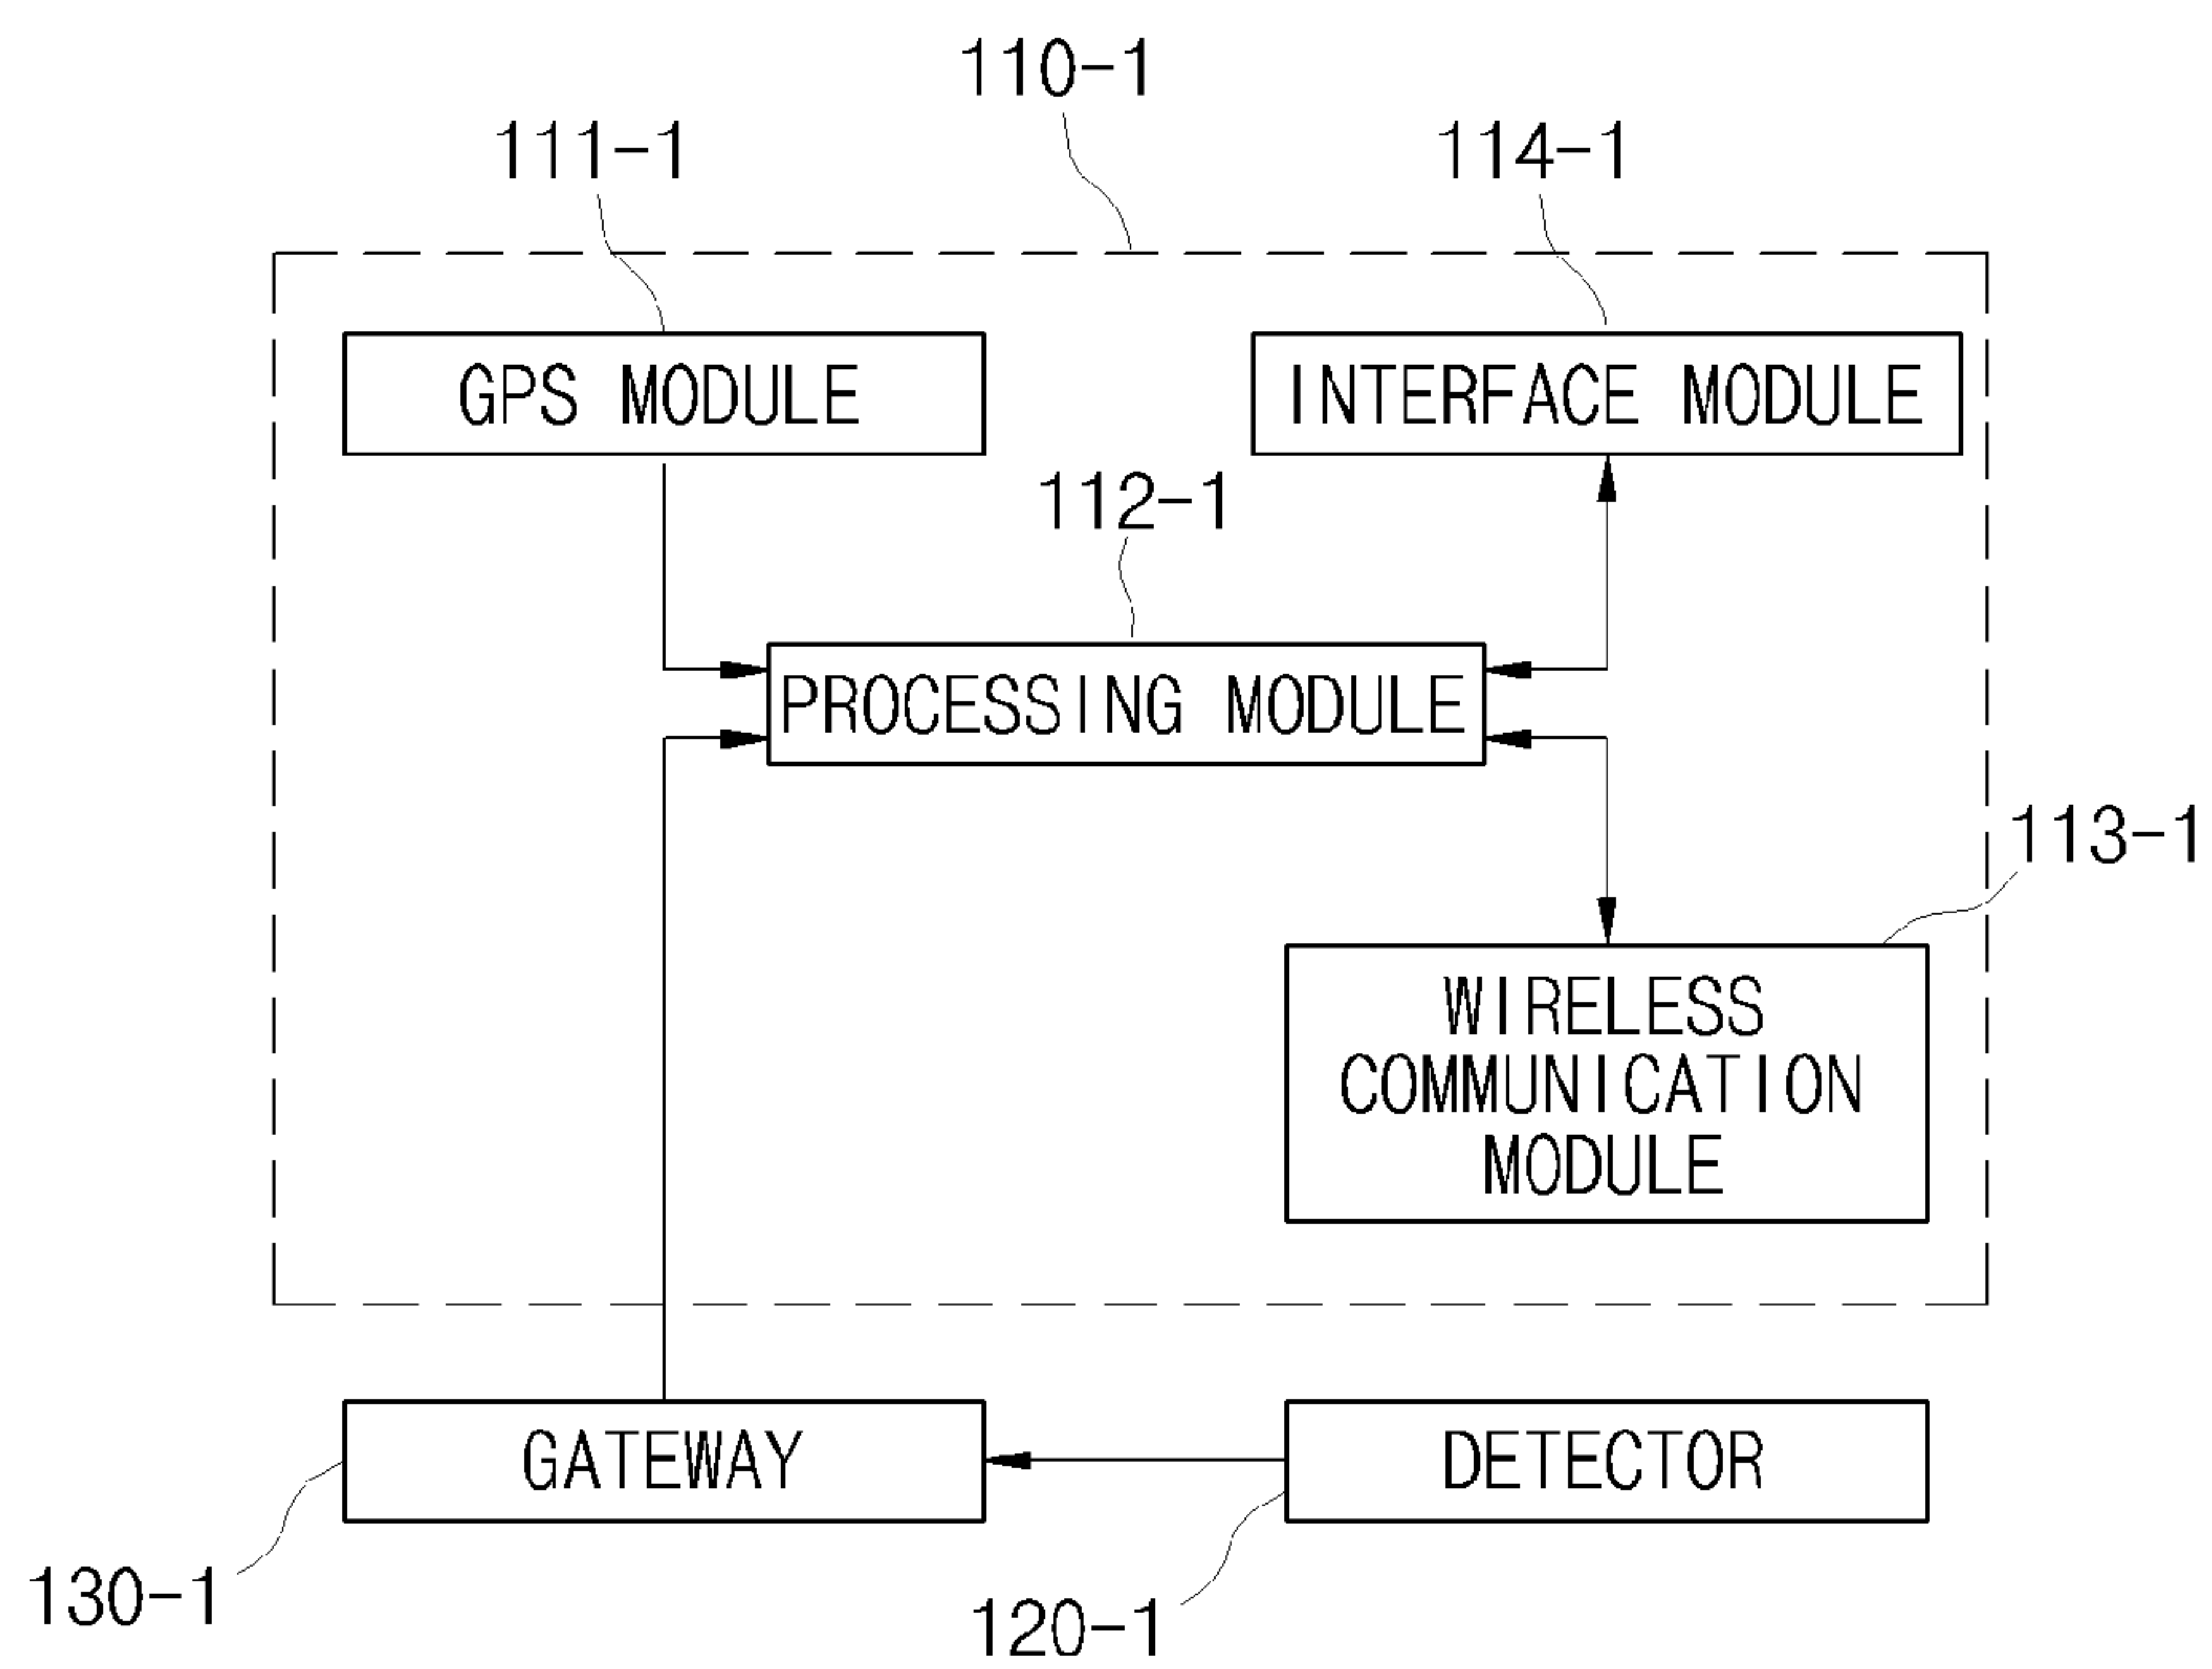 110-1
111-1
114-1
GPS MODULE
INTERFACE MODULE
112-1
PROCESSING MODULE
113-1
WIRELESS
COMMUNICATION
MODULE
GATEWAY
DETECTOR
130-1
120-1